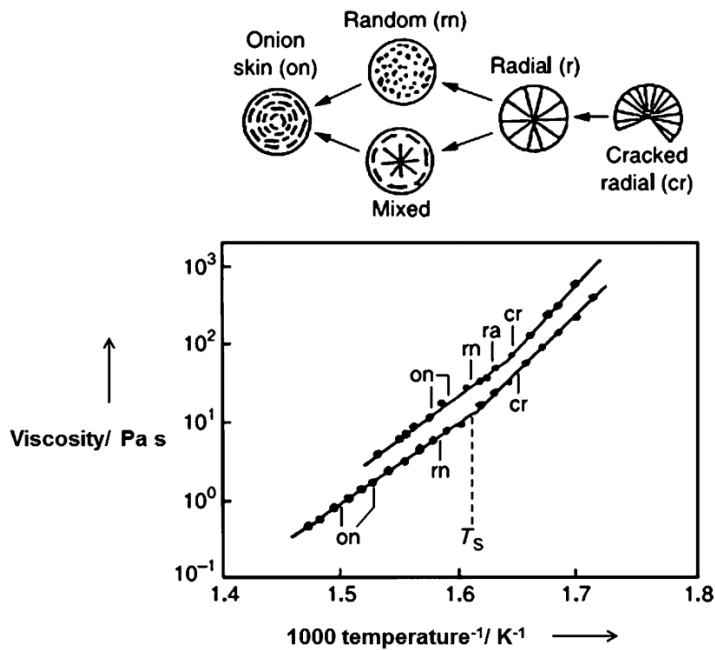 Random (rn)
Onion
skin (on)
Radial (r)
Mixed
Cracked
radial (cr)
10³
10²
10¹
10⁰
10⁻¹
Viscosity/ Pa s
on
rn
ra
cr
on
rn
cr
T_S
1.4
1.5
1.6
1.7
1.8
1000 temperature⁻¹/ K⁻¹